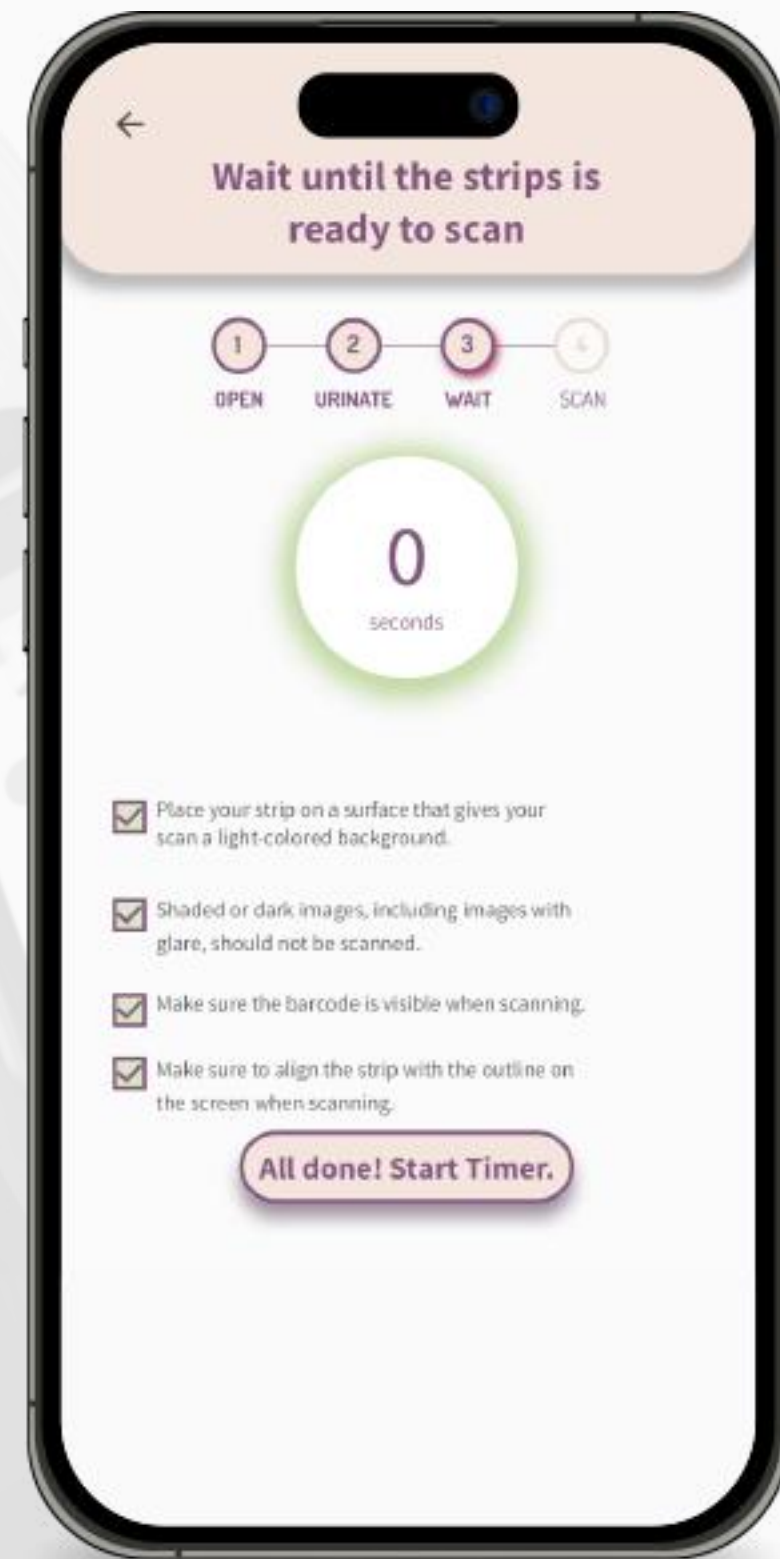 Wait until the strips is
ready to scan
1
2
3
4
OPEN
URINATE
WAIT
SCAN
0
seconds
Place your strip on a surface that gives your
scan a light-colored background.
Shaded or dark images, including images with
glare, should not be scanned.
Make sure the barcode is visible when scanning.
Make sure to align the strip with the outline on
the screen when scanning.
All done! Start Timer.